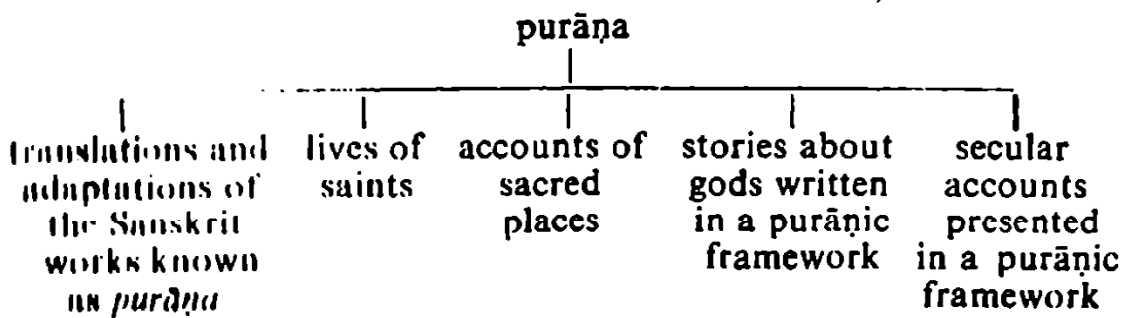 purāṇa
translations and
adaptations of
the Sanskrit
works known
as purāṇa
lives of
saints
accounts of
sacred
places
stories about
gods written
in a purāṇic
framework
secular
accounts
presented
in a purāṇic
framework